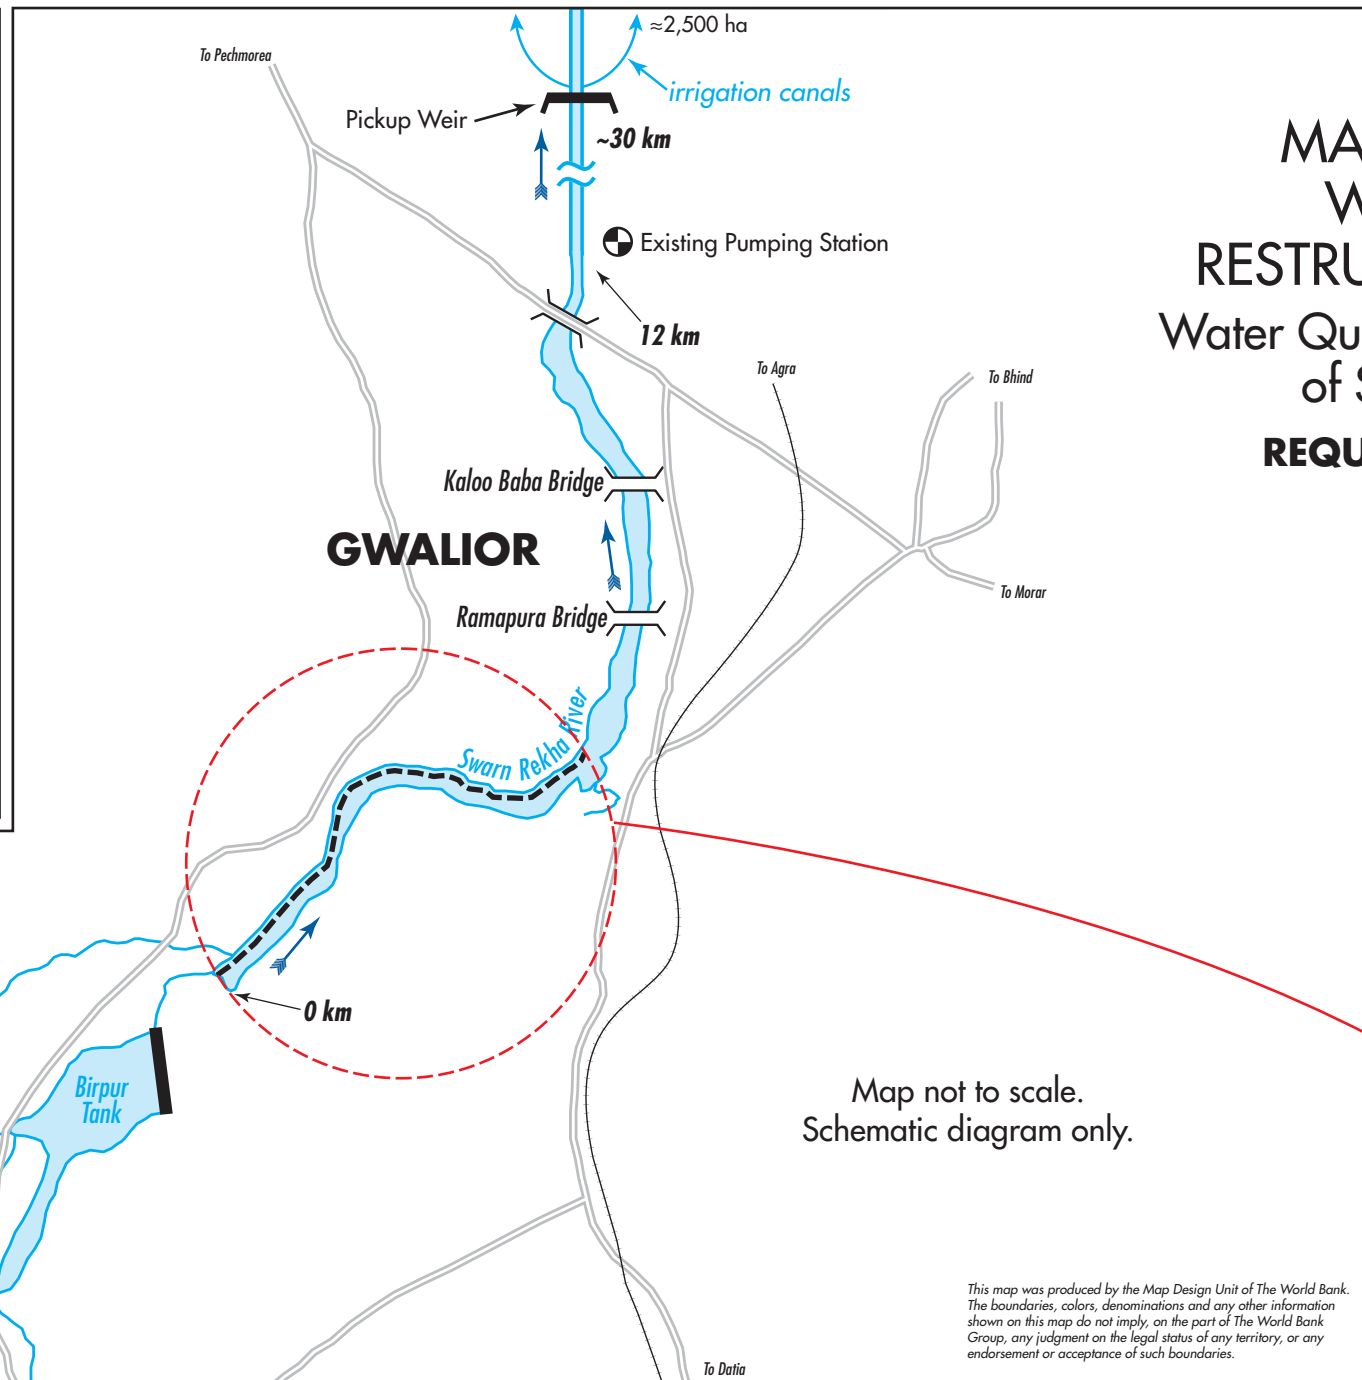 ≈2,500 ha
To Pechmorea
irrigation canals
Pickup Weir
~30 km
MA
W
Existing Pumping Station
RESTRU
12 km
Water Qu
of S
To Agra
To Bhind
REQU
Kaloo Baba Bridge
GWALIOR
To Morar
Ramapura Bridge
Swarn Rekha River
0 km
Birpur
Tank
Map not to scale.
Schematic diagram only.
This map was produced by the Map Design Unit of The World Bank.
The boundaries, colors, denominations and any other information
shown on this map do not imply, on the part of The World Bank
Group, any judgment on the legal status of any territory, or any
endorsement or acceptance of such boundaries.
To Datia